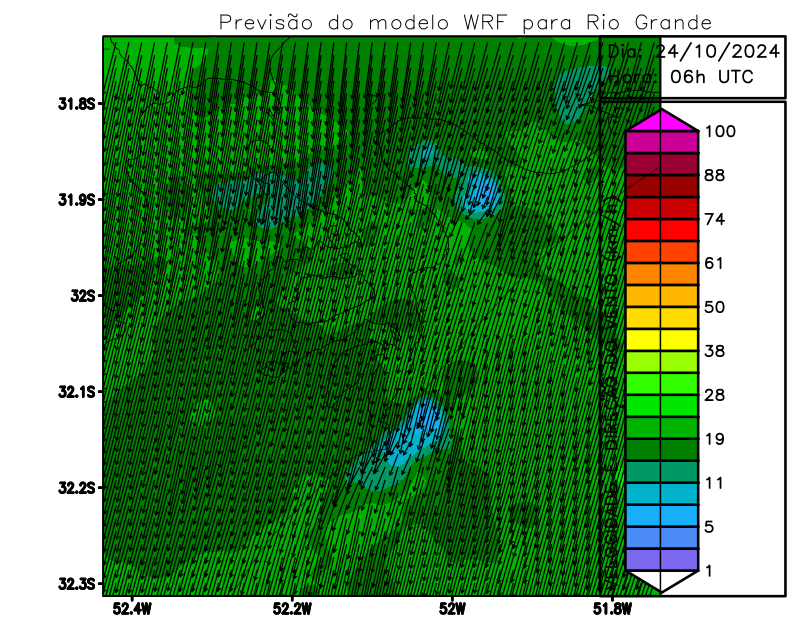 Previsão do modelo WRF para Rio Grande
Dia: 24/10/2024
Hora: 06h UTC
31.8S
31.9S
32S
32.1S
32.2S
32.3S
52.4W
52.2W
52W
51.8W
VELOCIDADE E DIREÇÃO DO VENTO (km/h)
100
88
74
61
50
38
28
19
11
5
1